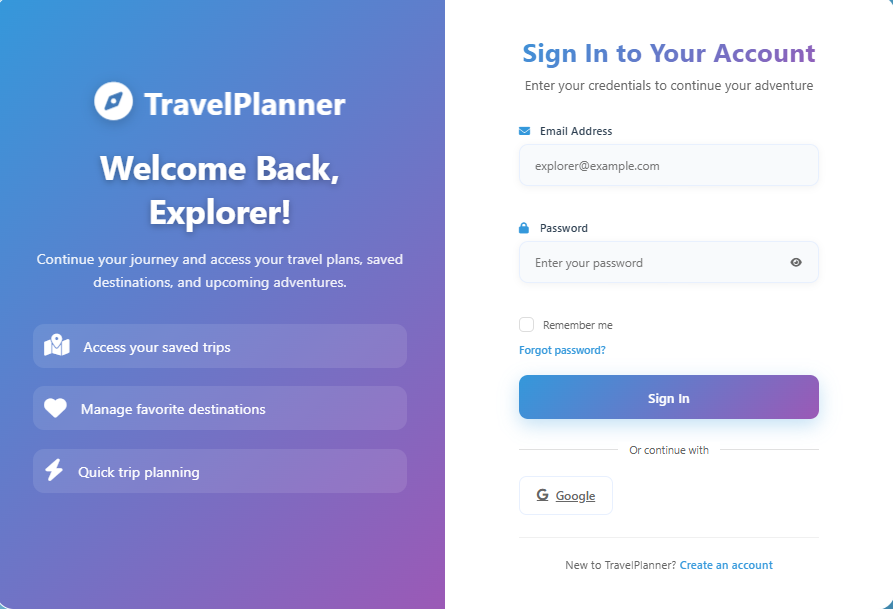 TravelPlanner
Welcome Back,
Explorer!
Continue your journey and access your travel plans, saved
destinations, and upcoming adventures.
Access your saved trips
Manage favorite destinations
Quick trip planning
Sign In to Your Account
Enter your credentials to continue your adventure
Email Address
explorer@example.com
Password
Enter your password
Remember me
Forgot password?
Sign In
Or continue with
G Google
New to TravelPlanner? Create an account